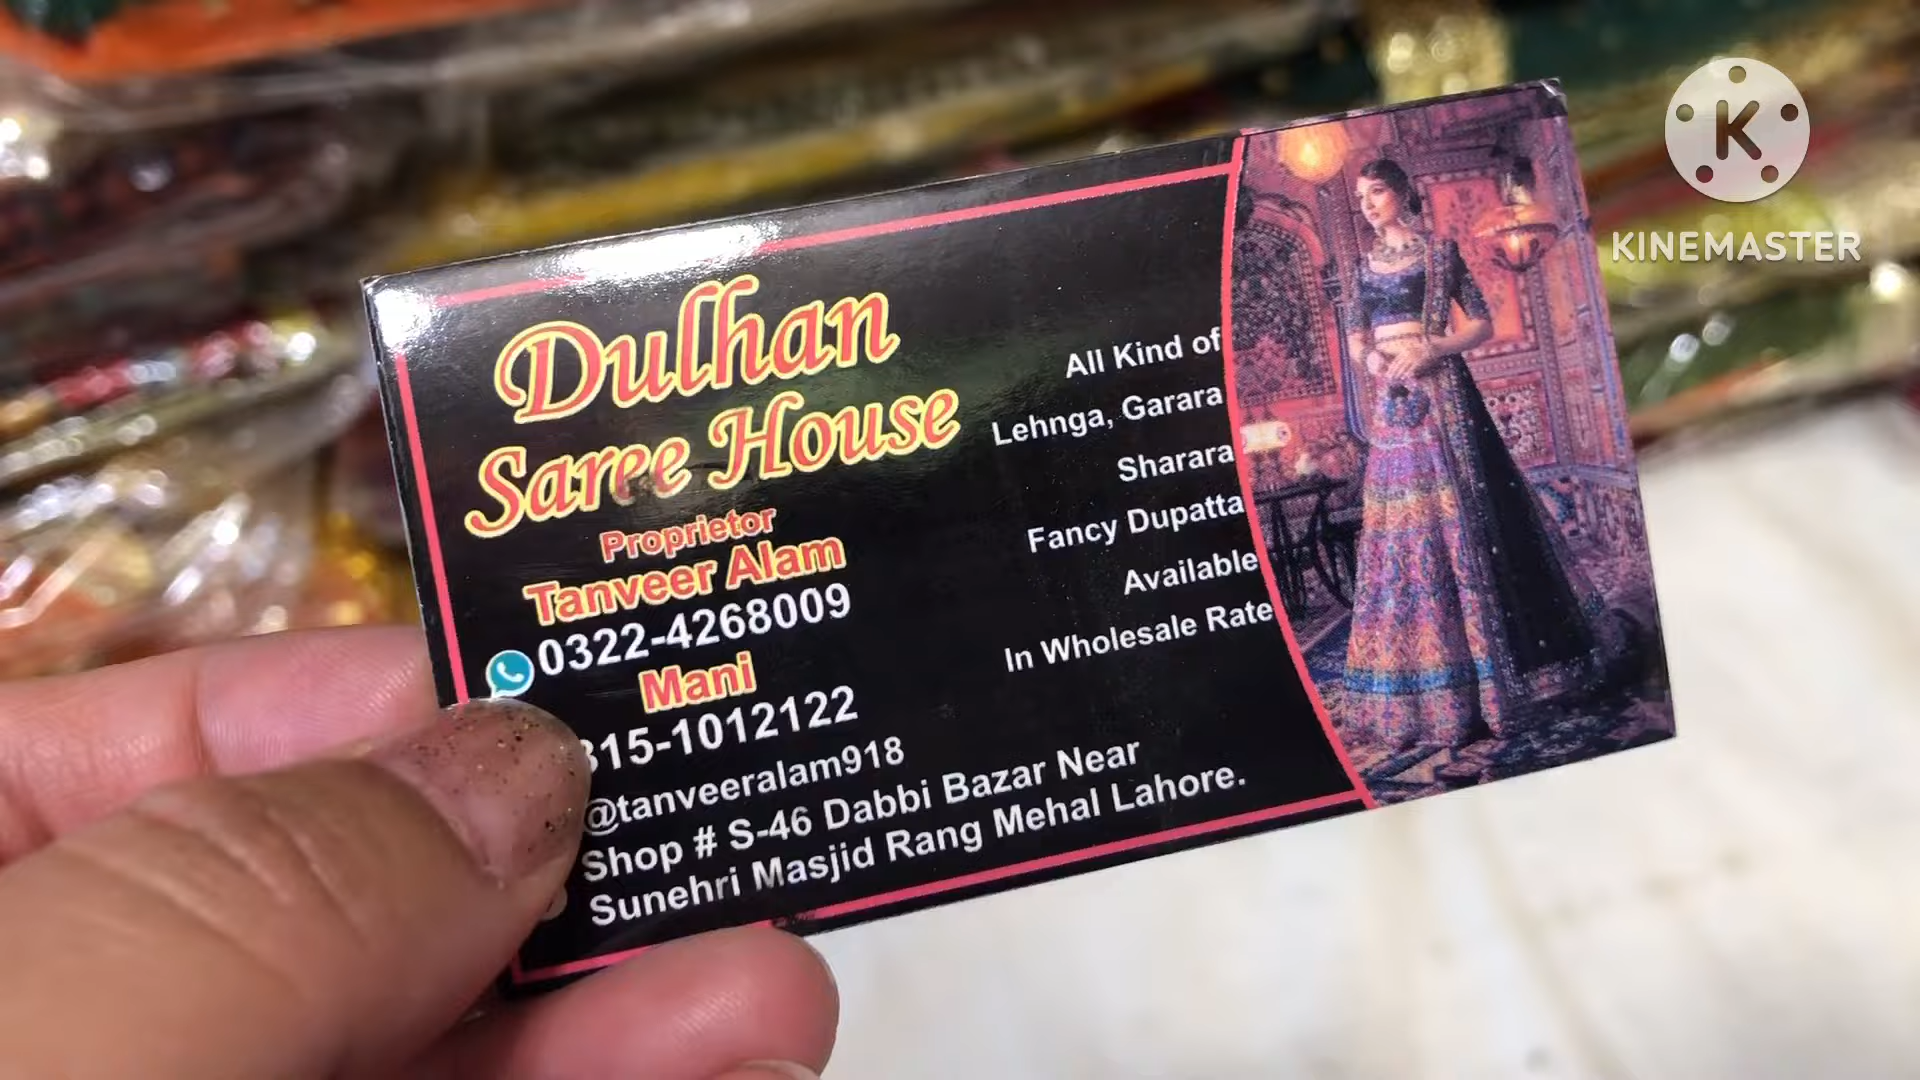 Dulhan
Saree House
Proprietor
Tanveer Alam
0322-4268009
Mani
315-1012122
@tanveeralam918
Shop # S-46 Dabbi Bazar Near
Sunehri Masjid Rang Mehal Lahore.
All Kind of
Lehnga, Garara
Sharara
Fancy Dupatta
Available
In Wholesale Rate
K
KINEMASTER